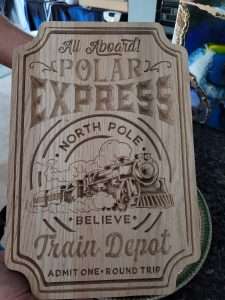 All Aboard!
POLAR
EXPRESS
NORTH POLE
BELIEVE
Train Depot
ADMIT ONE • ROUND TRIP